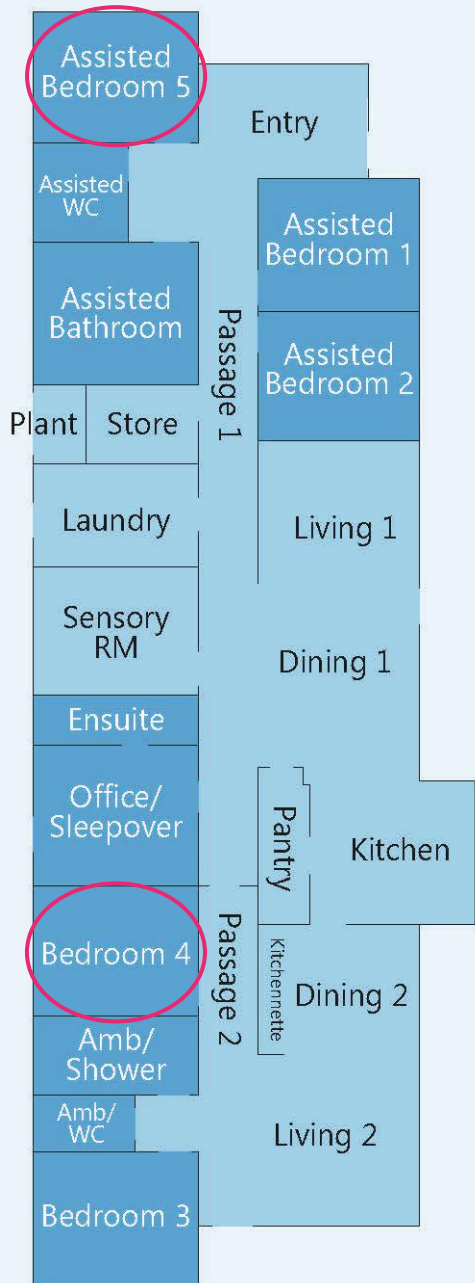 Assisted
Bedroom 5
Entry
Assisted
WC
Assisted
Bedroom 1
Assisted
Bathroom
Passage 1
Assisted
Bedroom 2
Plant
Store
Laundry
Living 1
Sensory
RM
Dining 1
Ensuite
Office/
Sleepover
Pantry
Kitchen
Bedroom 4
Passage 2
Kitchennette
Dining 2
Amb/
Shower
Amb/
WC
Living 2
Bedroom 3